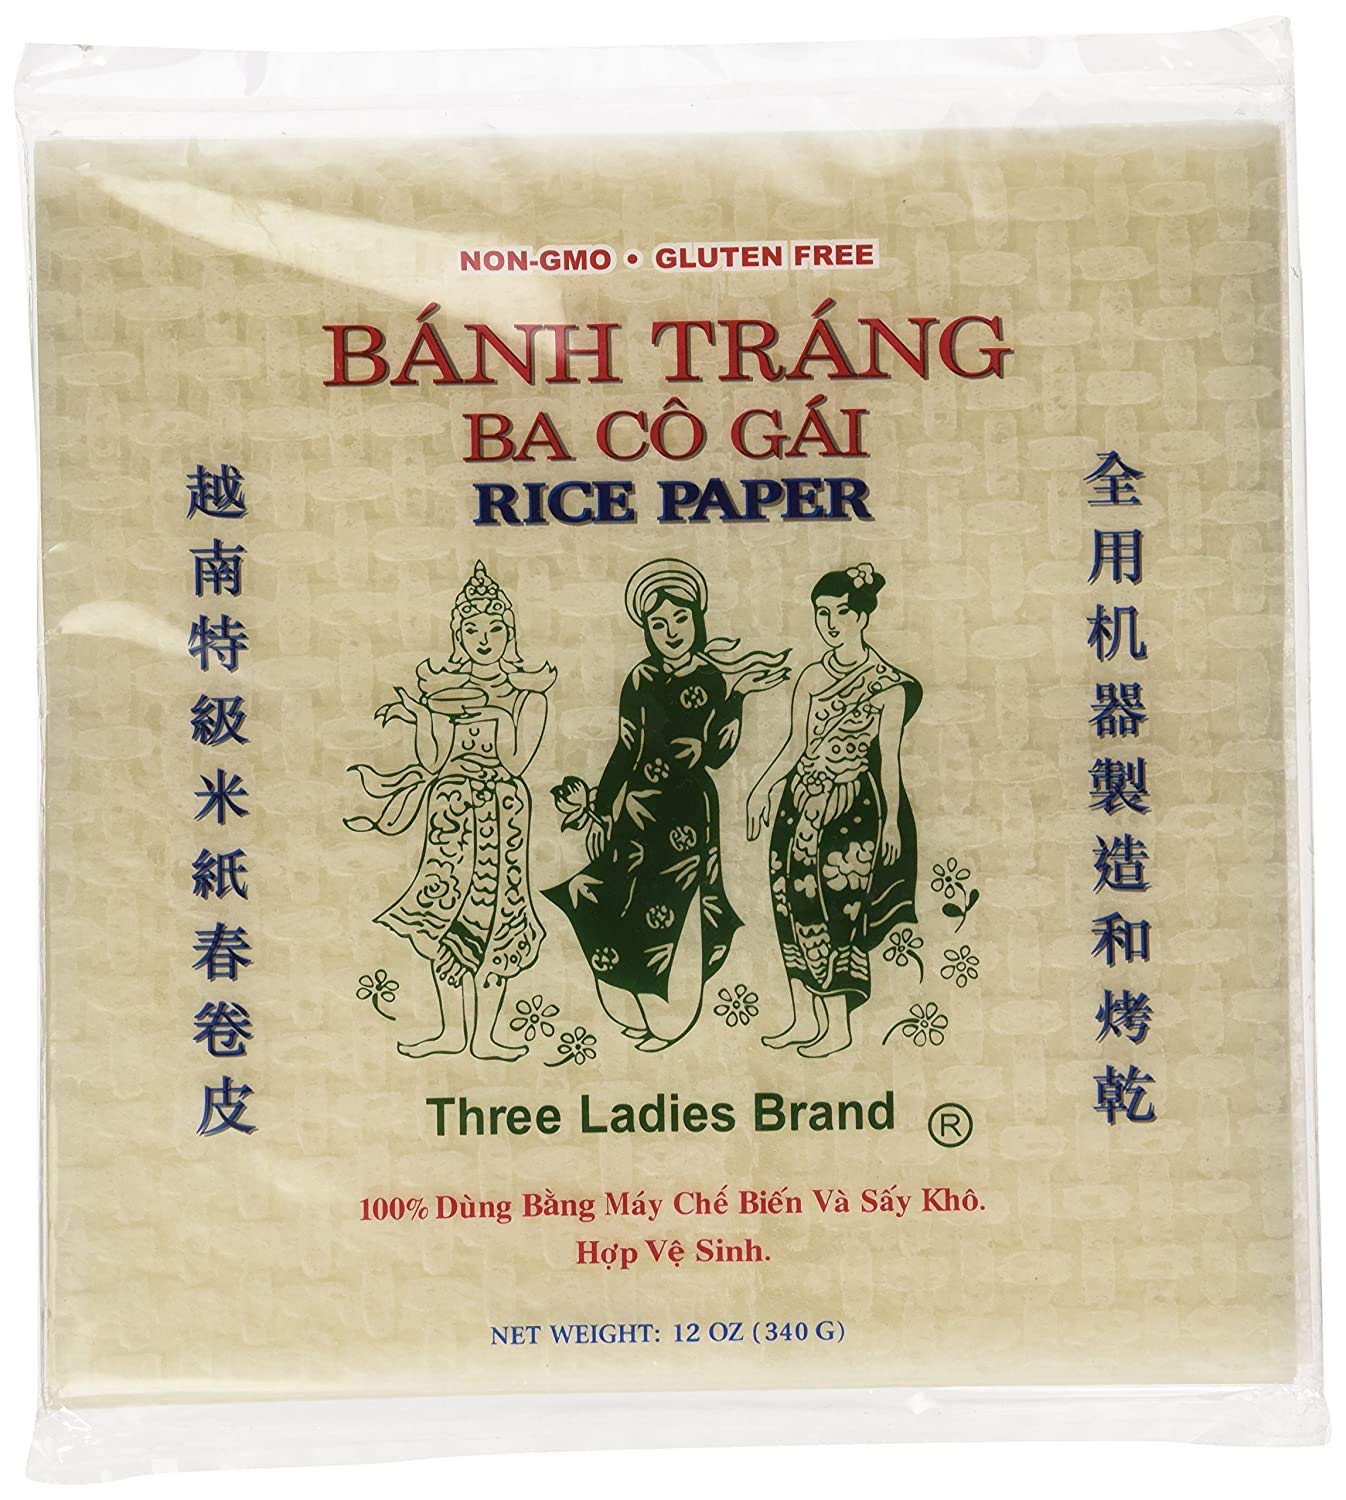 NON-GMO • GLUTEN FREE
BÁNH TRÁNG
BA CÔ GÁI
RICE PAPER
越南特級米紙春卷皮
全用机器製造和烤乾
Three Ladies Brand ®
100% Dùng Bằng Máy Chế Biến Và Sấy Khô.
Hợp Vệ Sinh.
NET WEIGHT: 12 OZ (340 G)